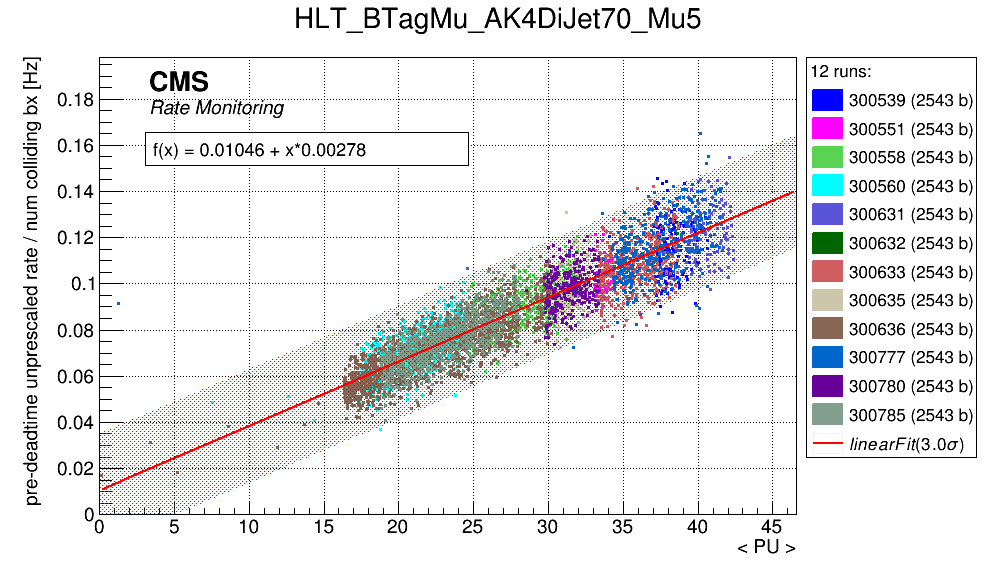 HLT_BTagMu_AK4DiJet70_Mu5
pre-deadtime unprescaled rate / num colliding bx [Hz]
CMS
Rate Monitoring
f(x) = 0.01046 + x*0.00278
0.18
0.16
0.14
0.12
0.1
0.08
0.06
0.04
0.02
0
0 5 10 15 20 25 30 35 40 45
< PU >
12 runs:
300539 (2543 b)
300551 (2543 b)
300558 (2543 b)
300560 (2543 b)
300631 (2543 b)
300632 (2543 b)
300633 (2543 b)
300635 (2543 b)
300636 (2543 b)
300777 (2543 b)
300780 (2543 b)
300785 (2543 b)
linearFit(3.0σ)